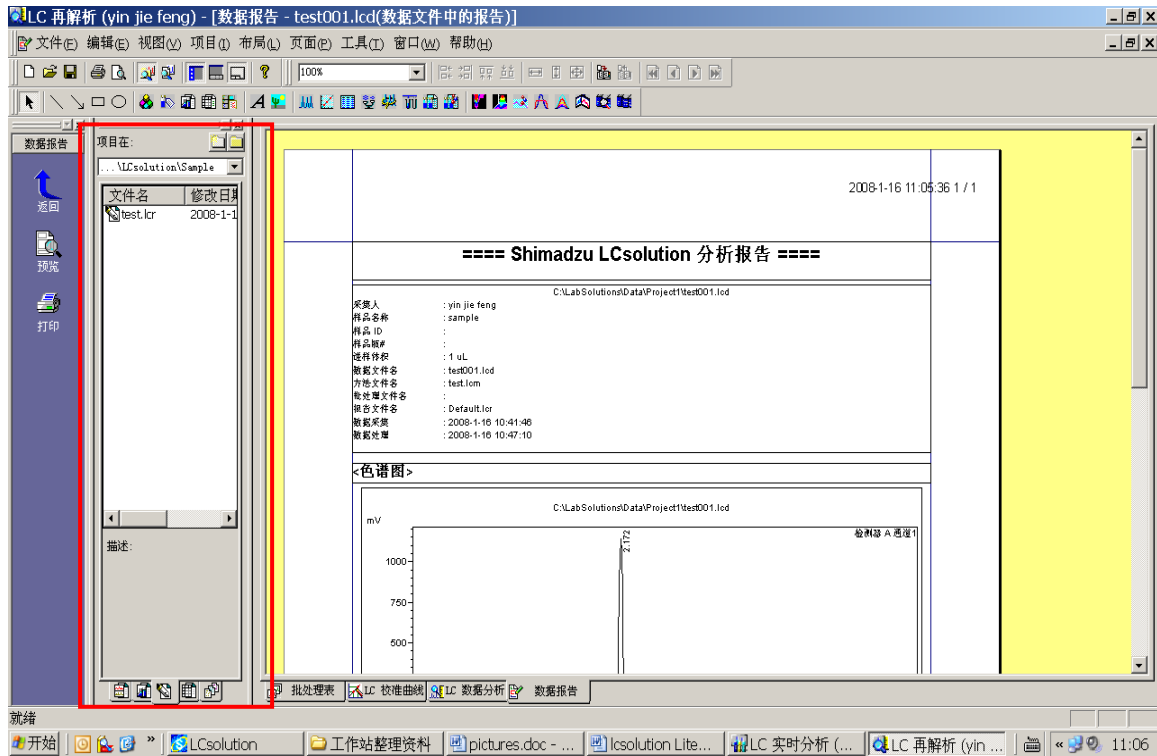 LC 再解析 (yin jie feng) - [数据报告 - test001.lcd(数据文件中的报告)]
文件(F) 编辑(E) 视图(V) 项目(I) 布局(L) 页面(P) 工具(T) 窗口(W) 帮助(H)
100%
数据报告
返回
预览
打印
项目在:
...\LCsolution\Sample
文件名 修改日期
test.lcr 2008-1-1
描述:
2008-1-16 11:05:36 1 / 1
==== Shimadzu LCsolution 分析报告 ====
C:\LabSolutions\Data\Project1\test001.lcd
采集人 : yin jie feng
样品名称 : sample
样品 ID :
样品瓶# :
进样体积 : 1 uL
数据文件名 : test001.lcd
方法文件名 : test.lcm
批处理文件名 :
报告文件名 : Default.lcr
数据采集 : 2008-1-16 10:41:46
数据处理 : 2008-1-16 10:47:10
<色谱图>
C:\LabSolutions\Data\Project1\test001.lcd
mV
检测器 A 通道1
2.172
1000
750
500
批处理表 LC 校准曲线 LC 数据分析 数据报告
就绪
开始 » LCsolution 工作站整理资料 pictures.doc - ... lcsolution Lite... LC 实时分析 (... LC 再解析 (yin ... « 11:06